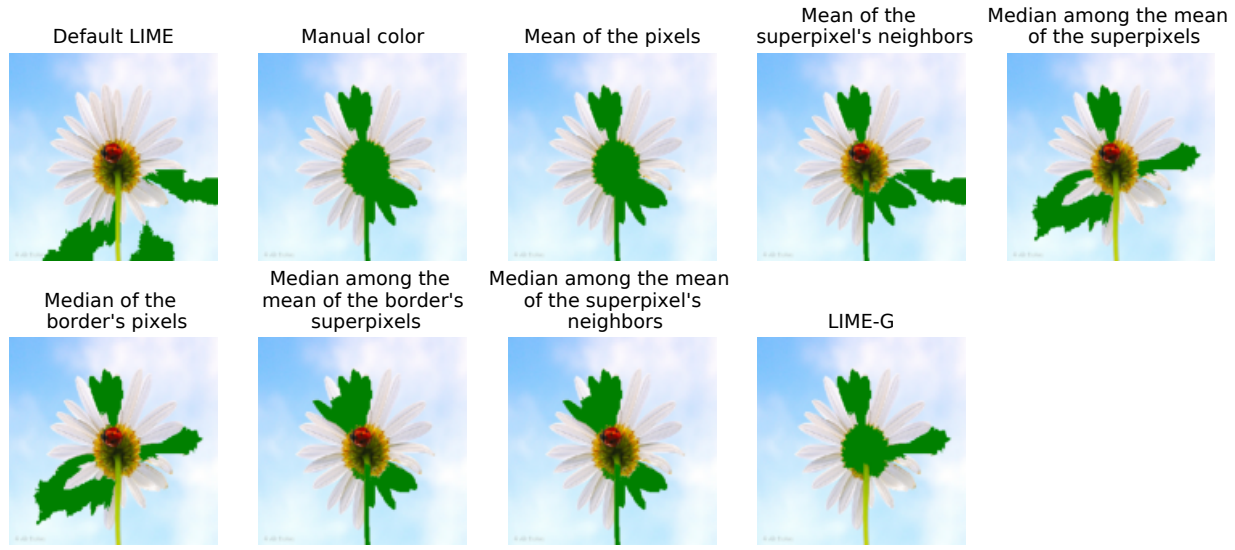 Default LIME
Manual color
Mean of the pixels
Mean of the
superpixel's neighbors
Median among the mean
of the superpixels
Median of the
border's pixels
Median among the
mean of the border's
superpixels
Median among the mean
of the superpixel's
neighbors
LIME-G